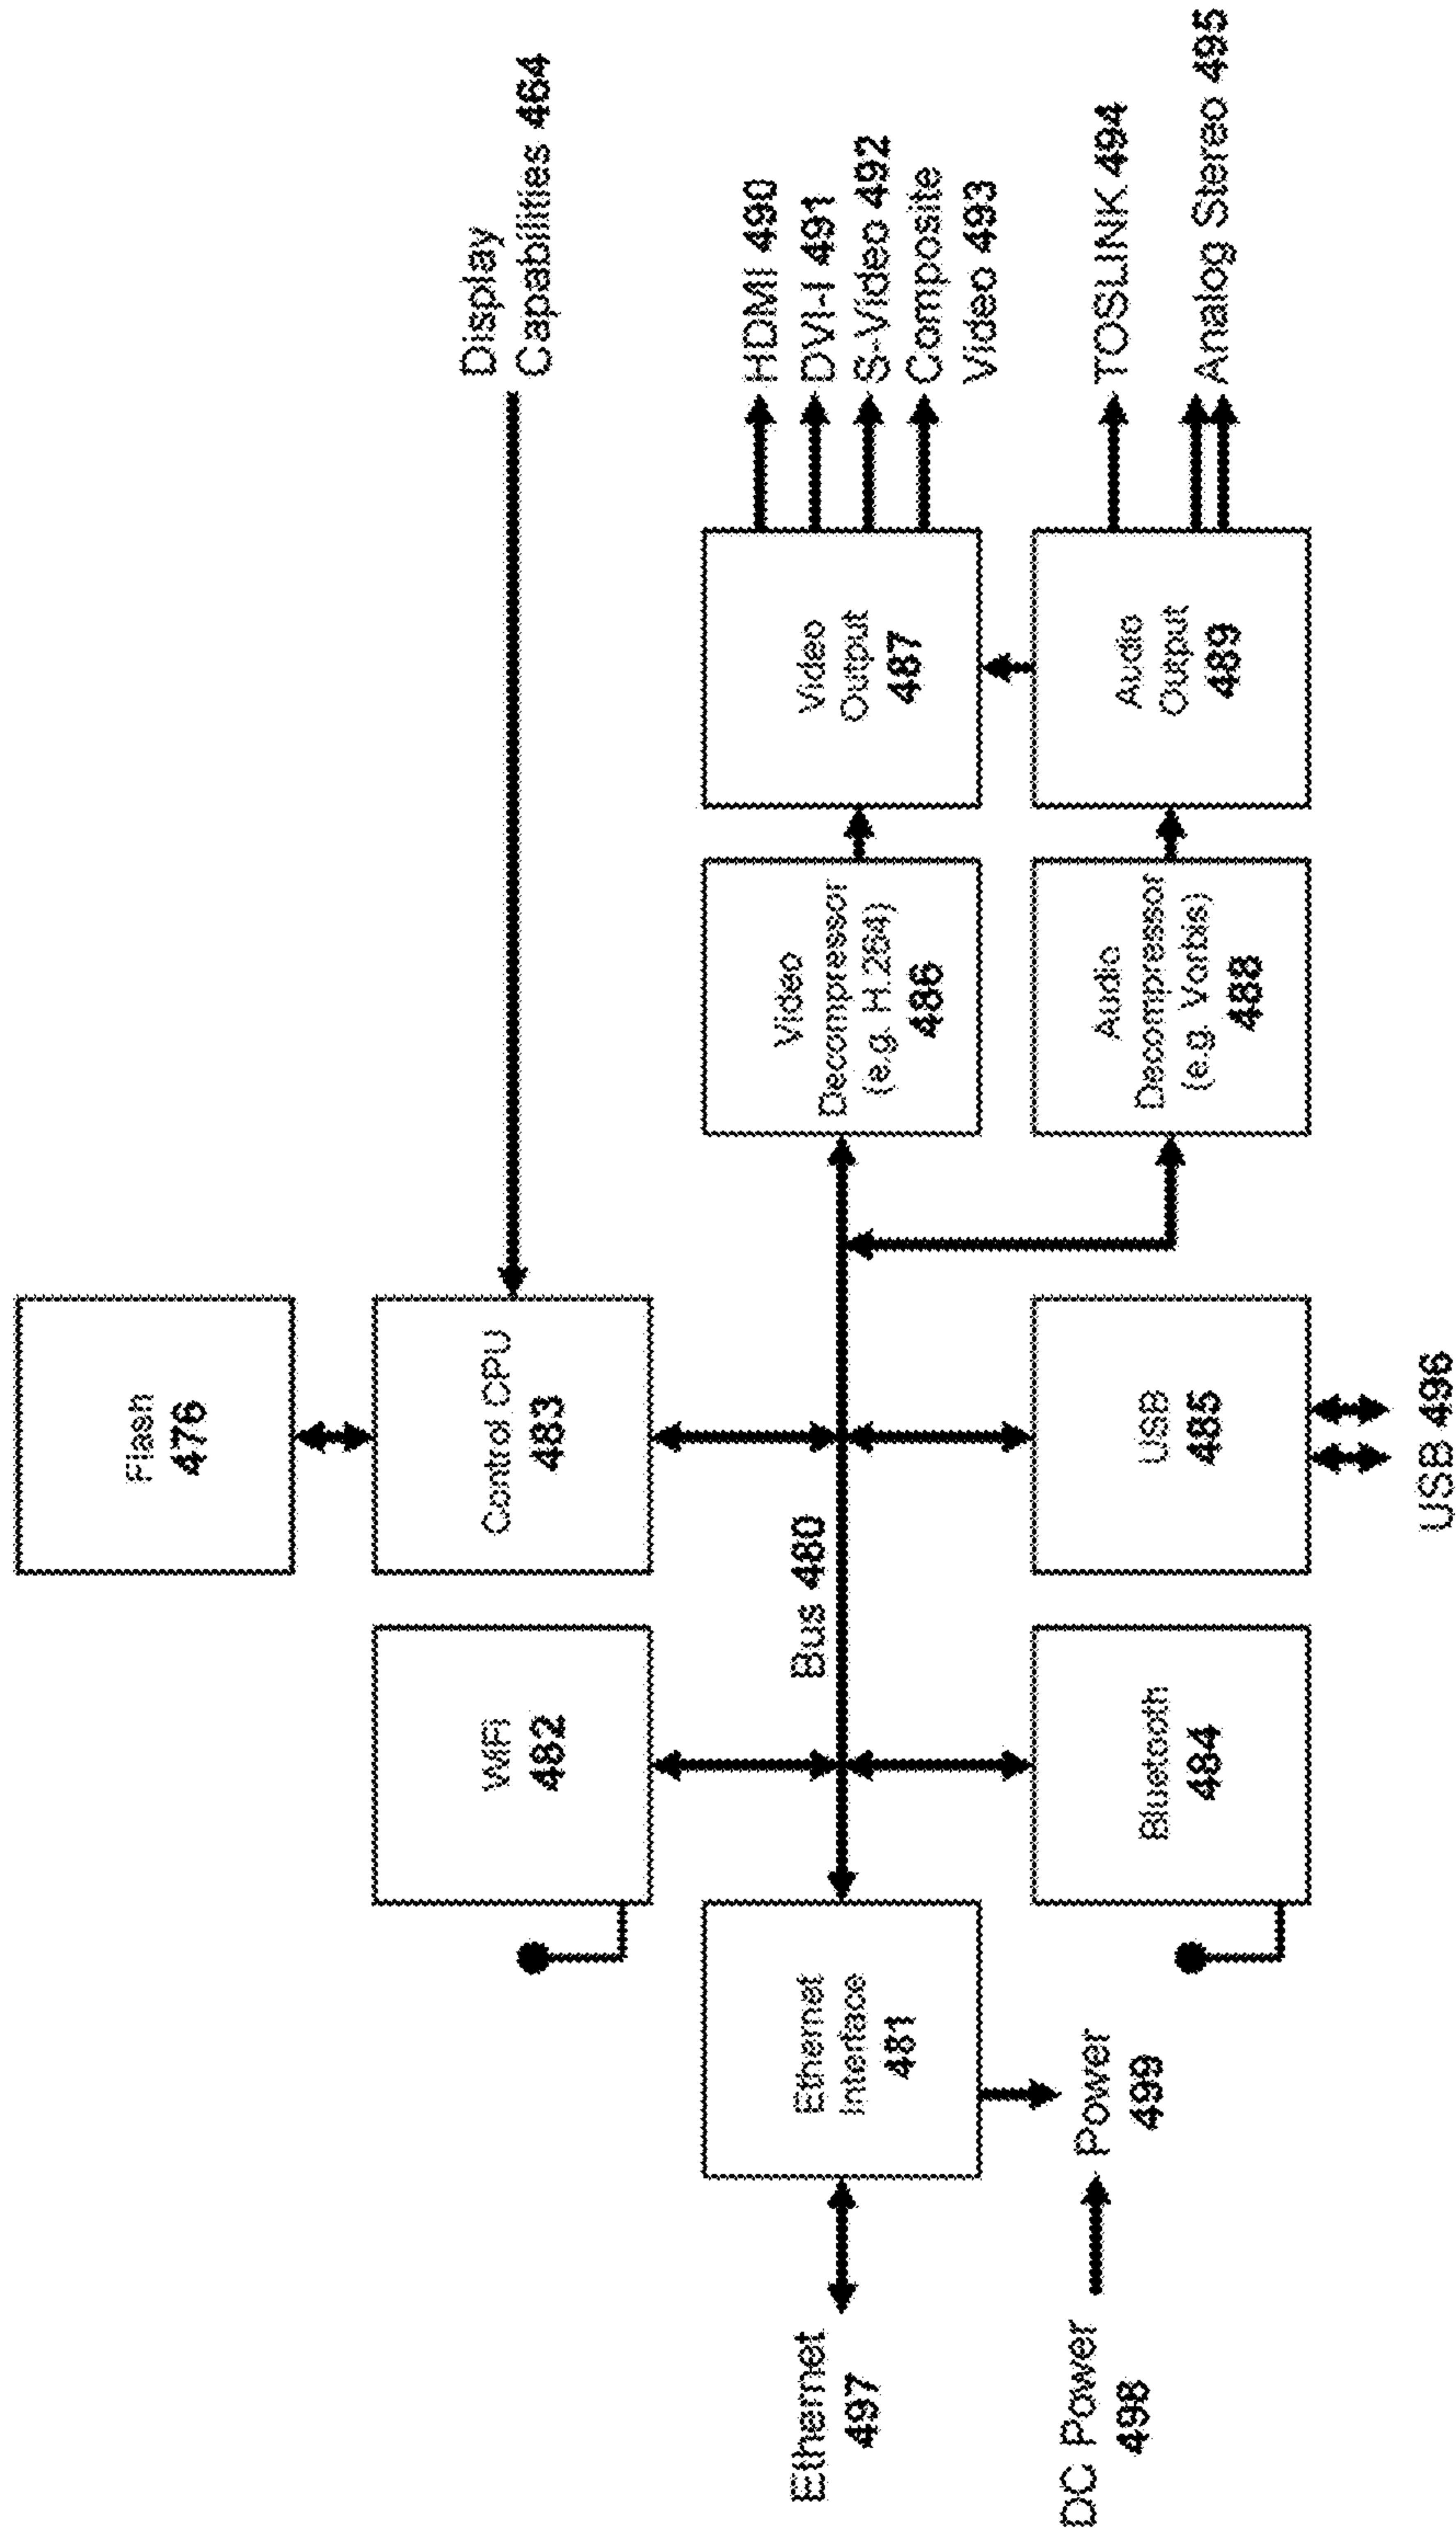 Flash
476
Display
Capabilities 464
WiFi
482
Control CPU
483
HDMI 490
DVI-I 491
S-Video 492
Composite
Video 493
Ethernet
497
Ethernet
Interface
481
Bus 480
Video
Decompressor
(e.g. H.264)
486
Video
Output
487
DC Power
498
Power
499
Bluetooth
484
USB
485
Audio
Decompressor
(e.g. Vorbis)
488
Audio
Output
489
TOSLINK 494
Analog Stereo 495
USB 496